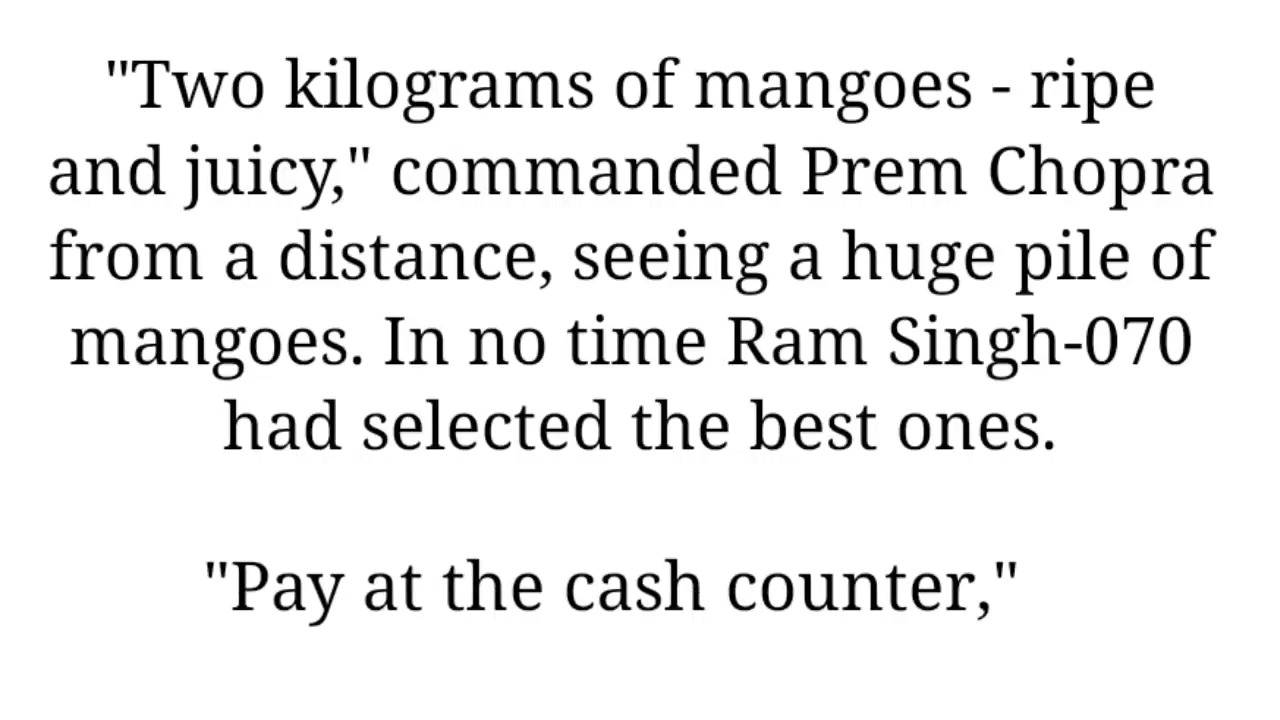 "Two kilograms of mangoes - ripe
and juicy," commanded Prem Chopra
from a distance, seeing a huge pile of
mangoes. In no time Ram Singh-070
had selected the best ones.
"Pay at the cash counter,"